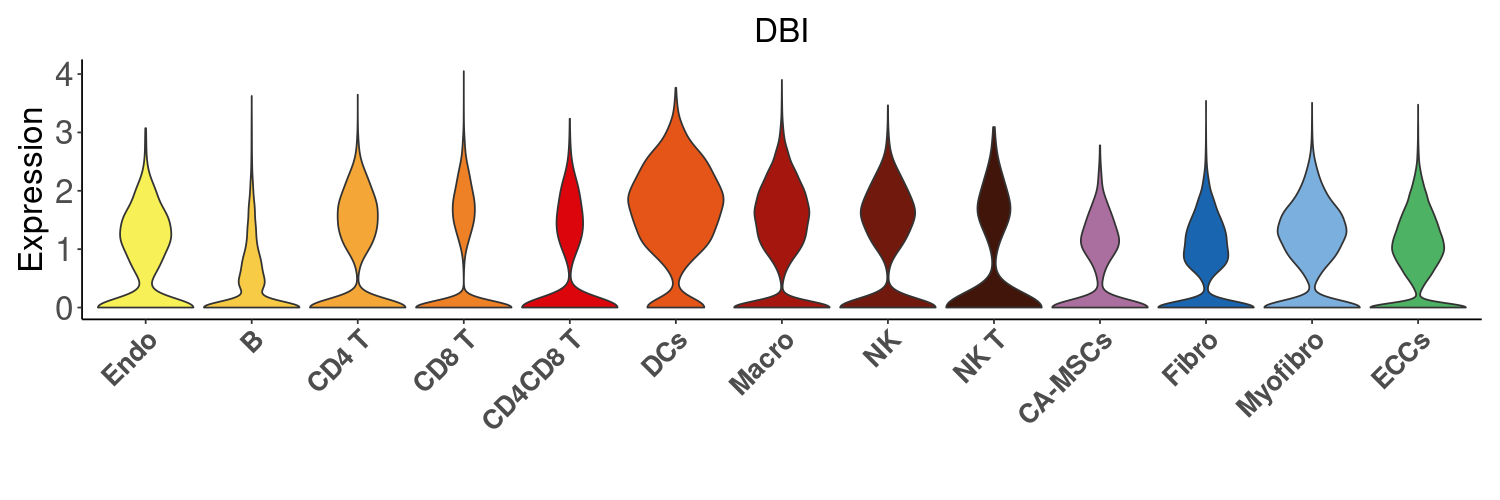 DBI
Expression
4
3
2
1
0
Endo
B
CD4 T
CD8 T
CD4CD8 T
DCs
Macro
NK
NK T
CA-MSCs
Fibro
Myofibro
ECCs